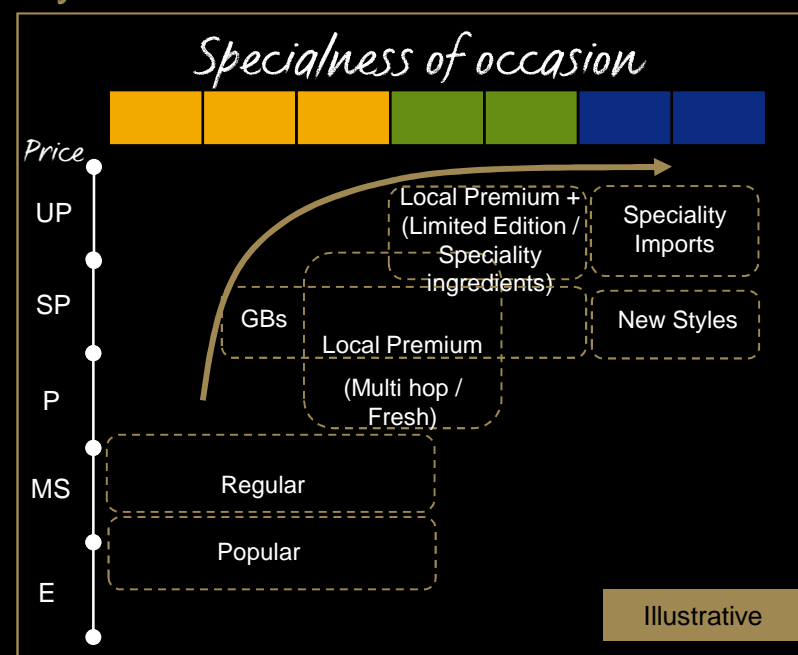 Specialness of occasion
Price
UP
Local Premium +
(Limited Edition /
Speciality
ingredients)
Speciality
Imports
SP
GBs
New Styles
Local Premium
P
(Multi hop /
Fresh)
MS
Regular
Popular
E
Illustrative